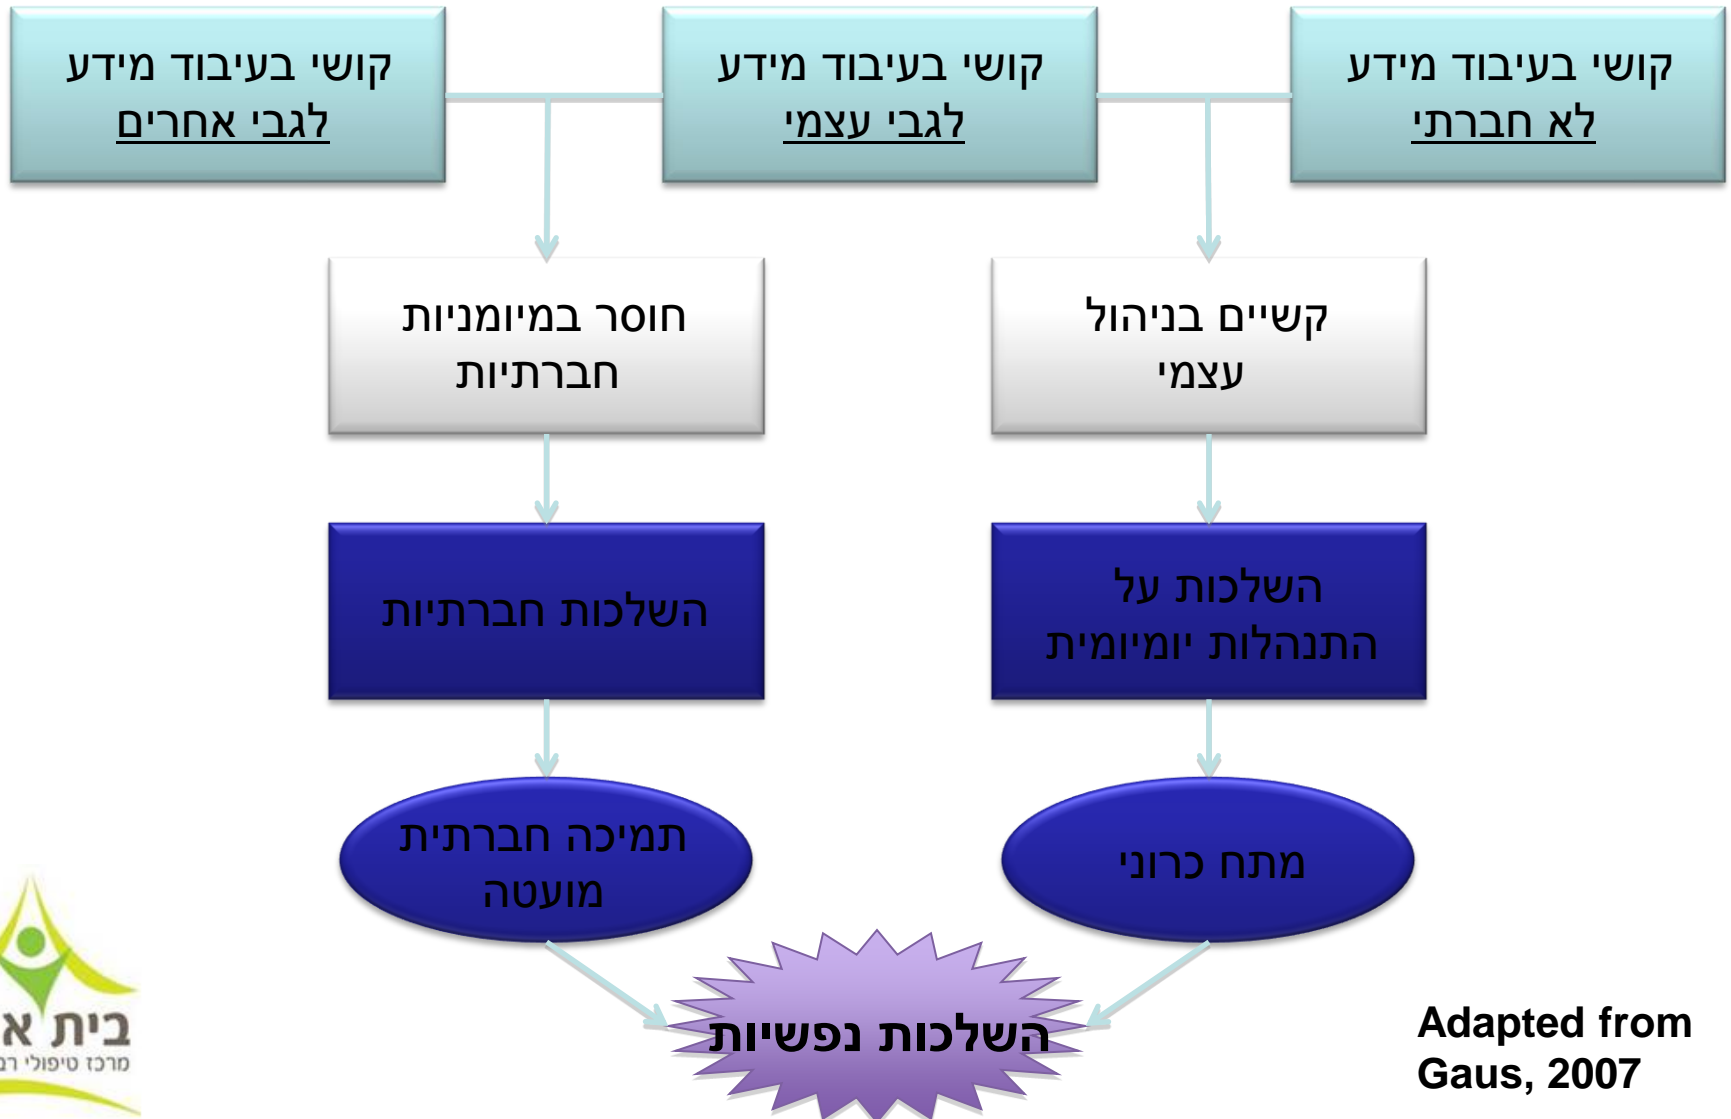 קושי בעיבוד מידע
לא חברתי
קושי בעיבוד מידע
לגבי עצמי
קושי בעיבוד מידע
לגבי אחרים
קשיים בניהול
עצמי
חוסר במיומניות
חברתיות
השלכות על
התנהלות יומיומית
השלכות חברתיות
מתח כרוני
תמיכה חברתית
מועטה
השלכות נפשיות
בית
מרכז טיפולי
Adapted from
Gaus, 2007